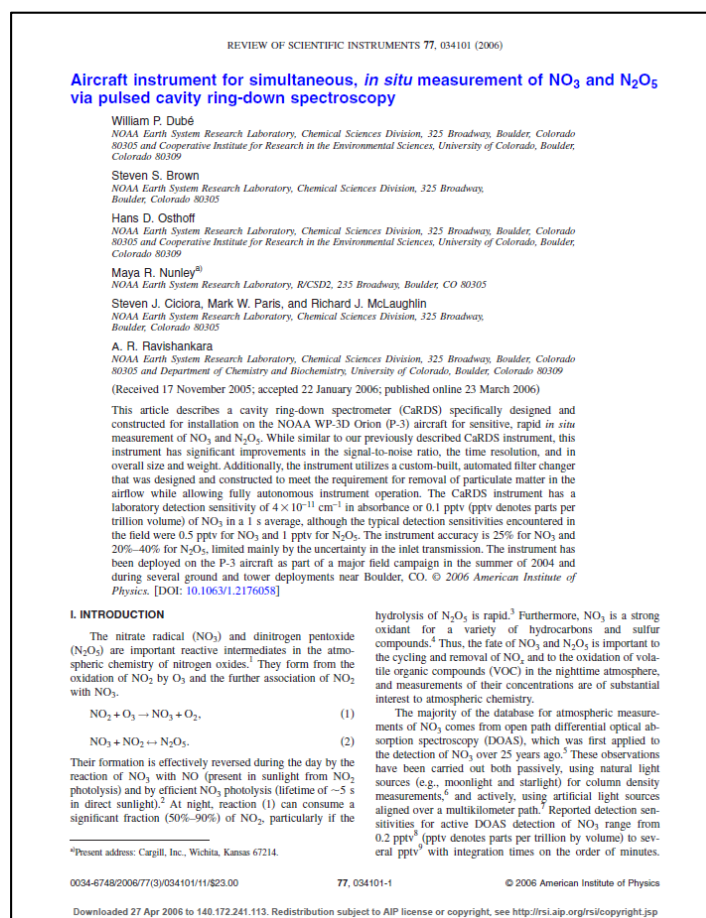 REVIEW OF SCIENTIFIC INSTRUMENTS 77, 034101 (2006)
Aircraft instrument for simultaneous, in situ measurement of NO3 and N2O5
via pulsed cavity ring-down spectroscopy
William P. Dubé
NOAA Earth System Research Laboratory, Chemical Sciences Division, 325 Broadway, Boulder, Colorado
80305 and Cooperative Institute for Research in the Environmental Sciences, University of Colorado, Boulder,
Colorado 80309
Steven S. Brown
NOAA Earth System Research Laboratory, Chemical Sciences Division, 325 Broadway,
Boulder, Colorado 80305
Hans D. Osthoff
NOAA Earth System Research Laboratory, Chemical Sciences Division, 325 Broadway, Boulder, Colorado
80305 and Cooperative Institute for Research in the Environmental Sciences, University of Colorado, Boulder,
Colorado 80309
Maya R. Nunley a)
NOAA Earth System Research Laboratory, R/CSD2, 235 Broadway, Boulder, CO 80305
Steven J. Ciciora, Mark W. Paris, and Richard J. McLaughlin
NOAA Earth System Research Laboratory, Chemical Sciences Division, 325 Broadway,
Boulder, Colorado 80305
A. R. Ravishankara
NOAA Earth System Research Laboratory, Chemical Sciences Division, 325 Broadway, Boulder, Colorado
80305 and Department of Chemistry and Biochemistry, University of Colorado, Boulder, Colorado 80309
(Received 17 November 2005; accepted 22 January 2006; published online 23 March 2006)
This article describes a cavity ring-down spectrometer (CaRDS) specifically designed and
constructed for installation on the NOAA WP-3D Orion (P-3) aircraft for sensitive, rapid in situ
measurement of NO3 and N2O5. While similar to our previously described CaRDS instrument, this
instrument has significant improvements in the signal-to-noise ratio, the time resolution, and in
overall size and weight. Additionally, the instrument utilizes a custom-built, automated filter changer
that was designed and constructed to meet the requirement for removal of particulate matter in the
airflow while allowing fully autonomous instrument operation. The CaRDS instrument has a
laboratory detection sensitivity of 4 × 10−11 cm−1 in absorbance or 0.1 pptv (pptv denotes parts per
trillion volume) of NO3 in a 1 s average, although the typical detection sensitivities encountered in
the field were 0.5 pptv for NO3 and 1 pptv for N2O5. The instrument accuracy is 25% for NO3 and
20%–40% for N2O5, limited mainly by the uncertainty in the inlet transmission. The instrument has
been deployed on the P-3 aircraft as part of a major field campaign in the summer of 2004 and
during several ground and tower deployments near Boulder, CO. © 2006 American Institute of
Physics. [DOI: 10.1063/1.2176058]
I. INTRODUCTION
The nitrate radical (NO3) and dinitrogen pentoxide
(N2O5) are important reactive intermediates in the atmo-
spheric chemistry of nitrogen oxides.1 They form from the
oxidation of NO2 by O3 and the further association of NO2
with NO3.
NO2 + O3 → NO3 + O2, (1)
NO3 + NO2 ↔ N2O5. (2)
Their formation is effectively reversed during the day by the
reaction of NO3 with NO (present in sunlight from NO2
photolysis) and by efficient NO3 photolysis (lifetime of ~5 s
in direct sunlight).2 At night, reaction (1) can consume a
significant fraction (50%–90%) of NO2, particularly if the
a)Present address: Cargill, Inc., Wichita, Kansas 67214.
hydrolysis of N2O5 is rapid.3 Furthermore, NO3 is a strong
oxidant for a variety of hydrocarbons and sulfur
compounds.4 Thus, the fate of NO3 and N2O5 is important to
the cycling and removal of NOx and to the oxidation of vola-
tile organic compounds (VOC) in the nighttime atmosphere,
and measurements of their concentrations are of substantial
interest to atmospheric chemistry.
The majority of the database for atmospheric measure-
ments of NO3 comes from open path differential optical ab-
sorption spectroscopy (DOAS), which was first applied to
the detection of NO3 over 25 years ago.5 These observations
have been carried out both passively, using natural light
sources (e.g., moonlight and starlight) for column density
measurements,6 and actively, using artificial light sources
aligned over a multikilometer path.7 Reported detection sen-
sitivities for active DOAS detection of NO3 range from
0.2 pptv8 (pptv denotes parts per trillion by volume) to sev-
eral pptv9 with integration times on the order of minutes.
0034-6748/2006/77(3)/034101/11/$23.00
77, 034101-1
© 2006 American Institute of Physics
Downloaded 27 Apr 2006 to 140.172.241.113. Redistribution subject to AIP license or copyright, see http://rsi.aip.org/rsi/copyright.jsp